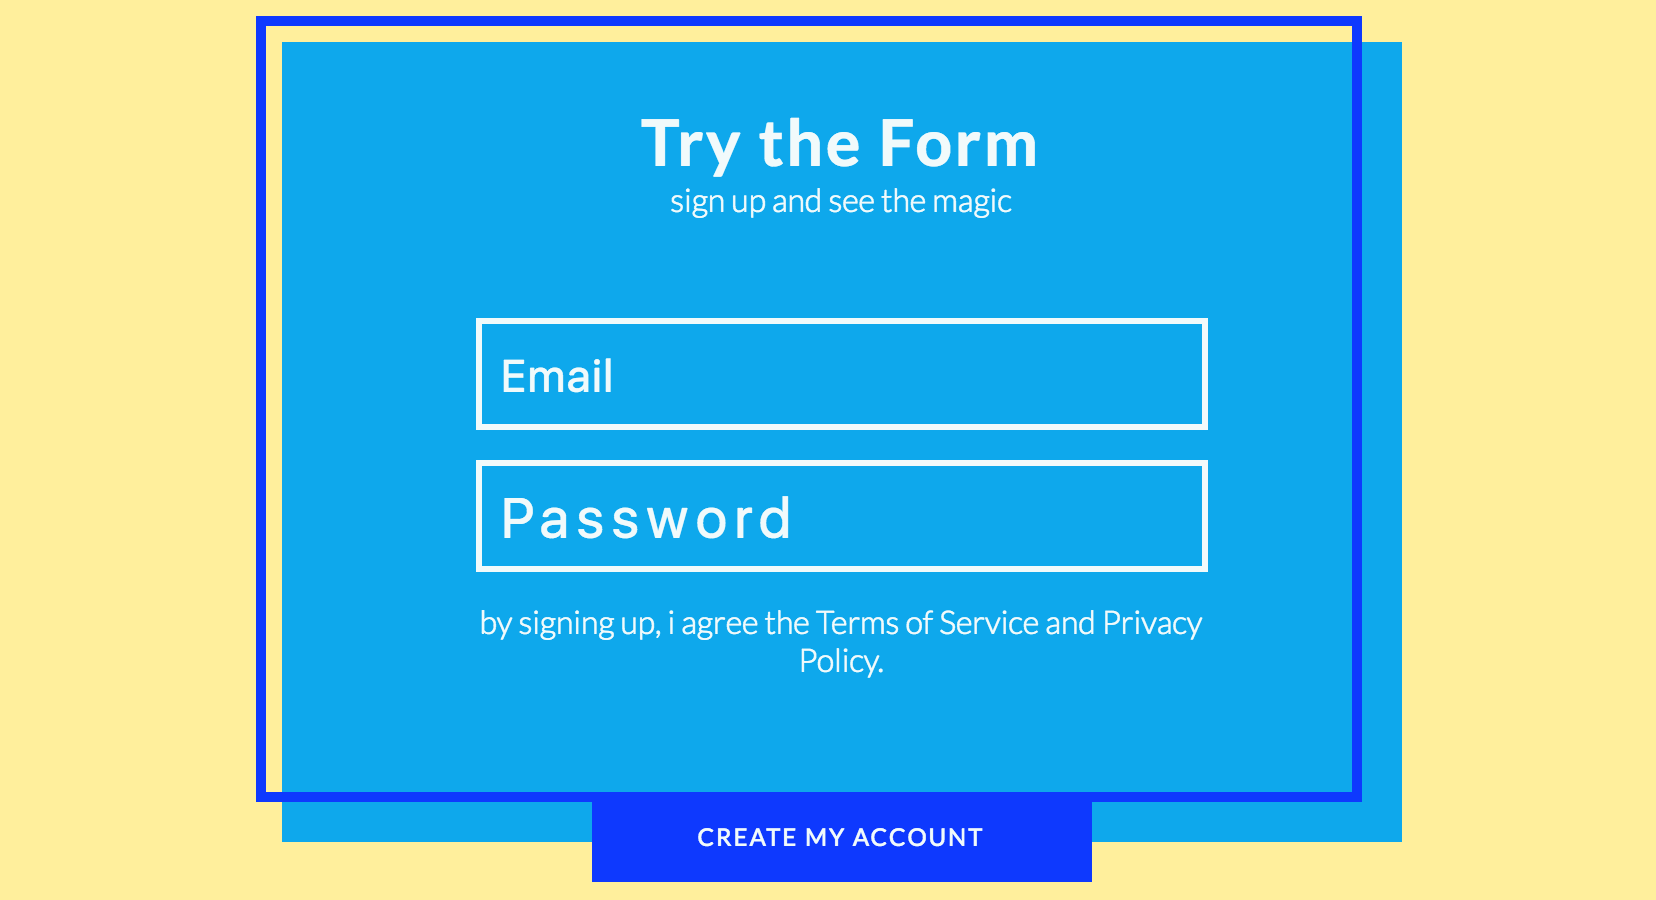 Try the Form
sign up and see the magic
Email
Password
by signing up, i agree the Terms of Service and Privacy
Policy.
CREATE MY ACCOUNT